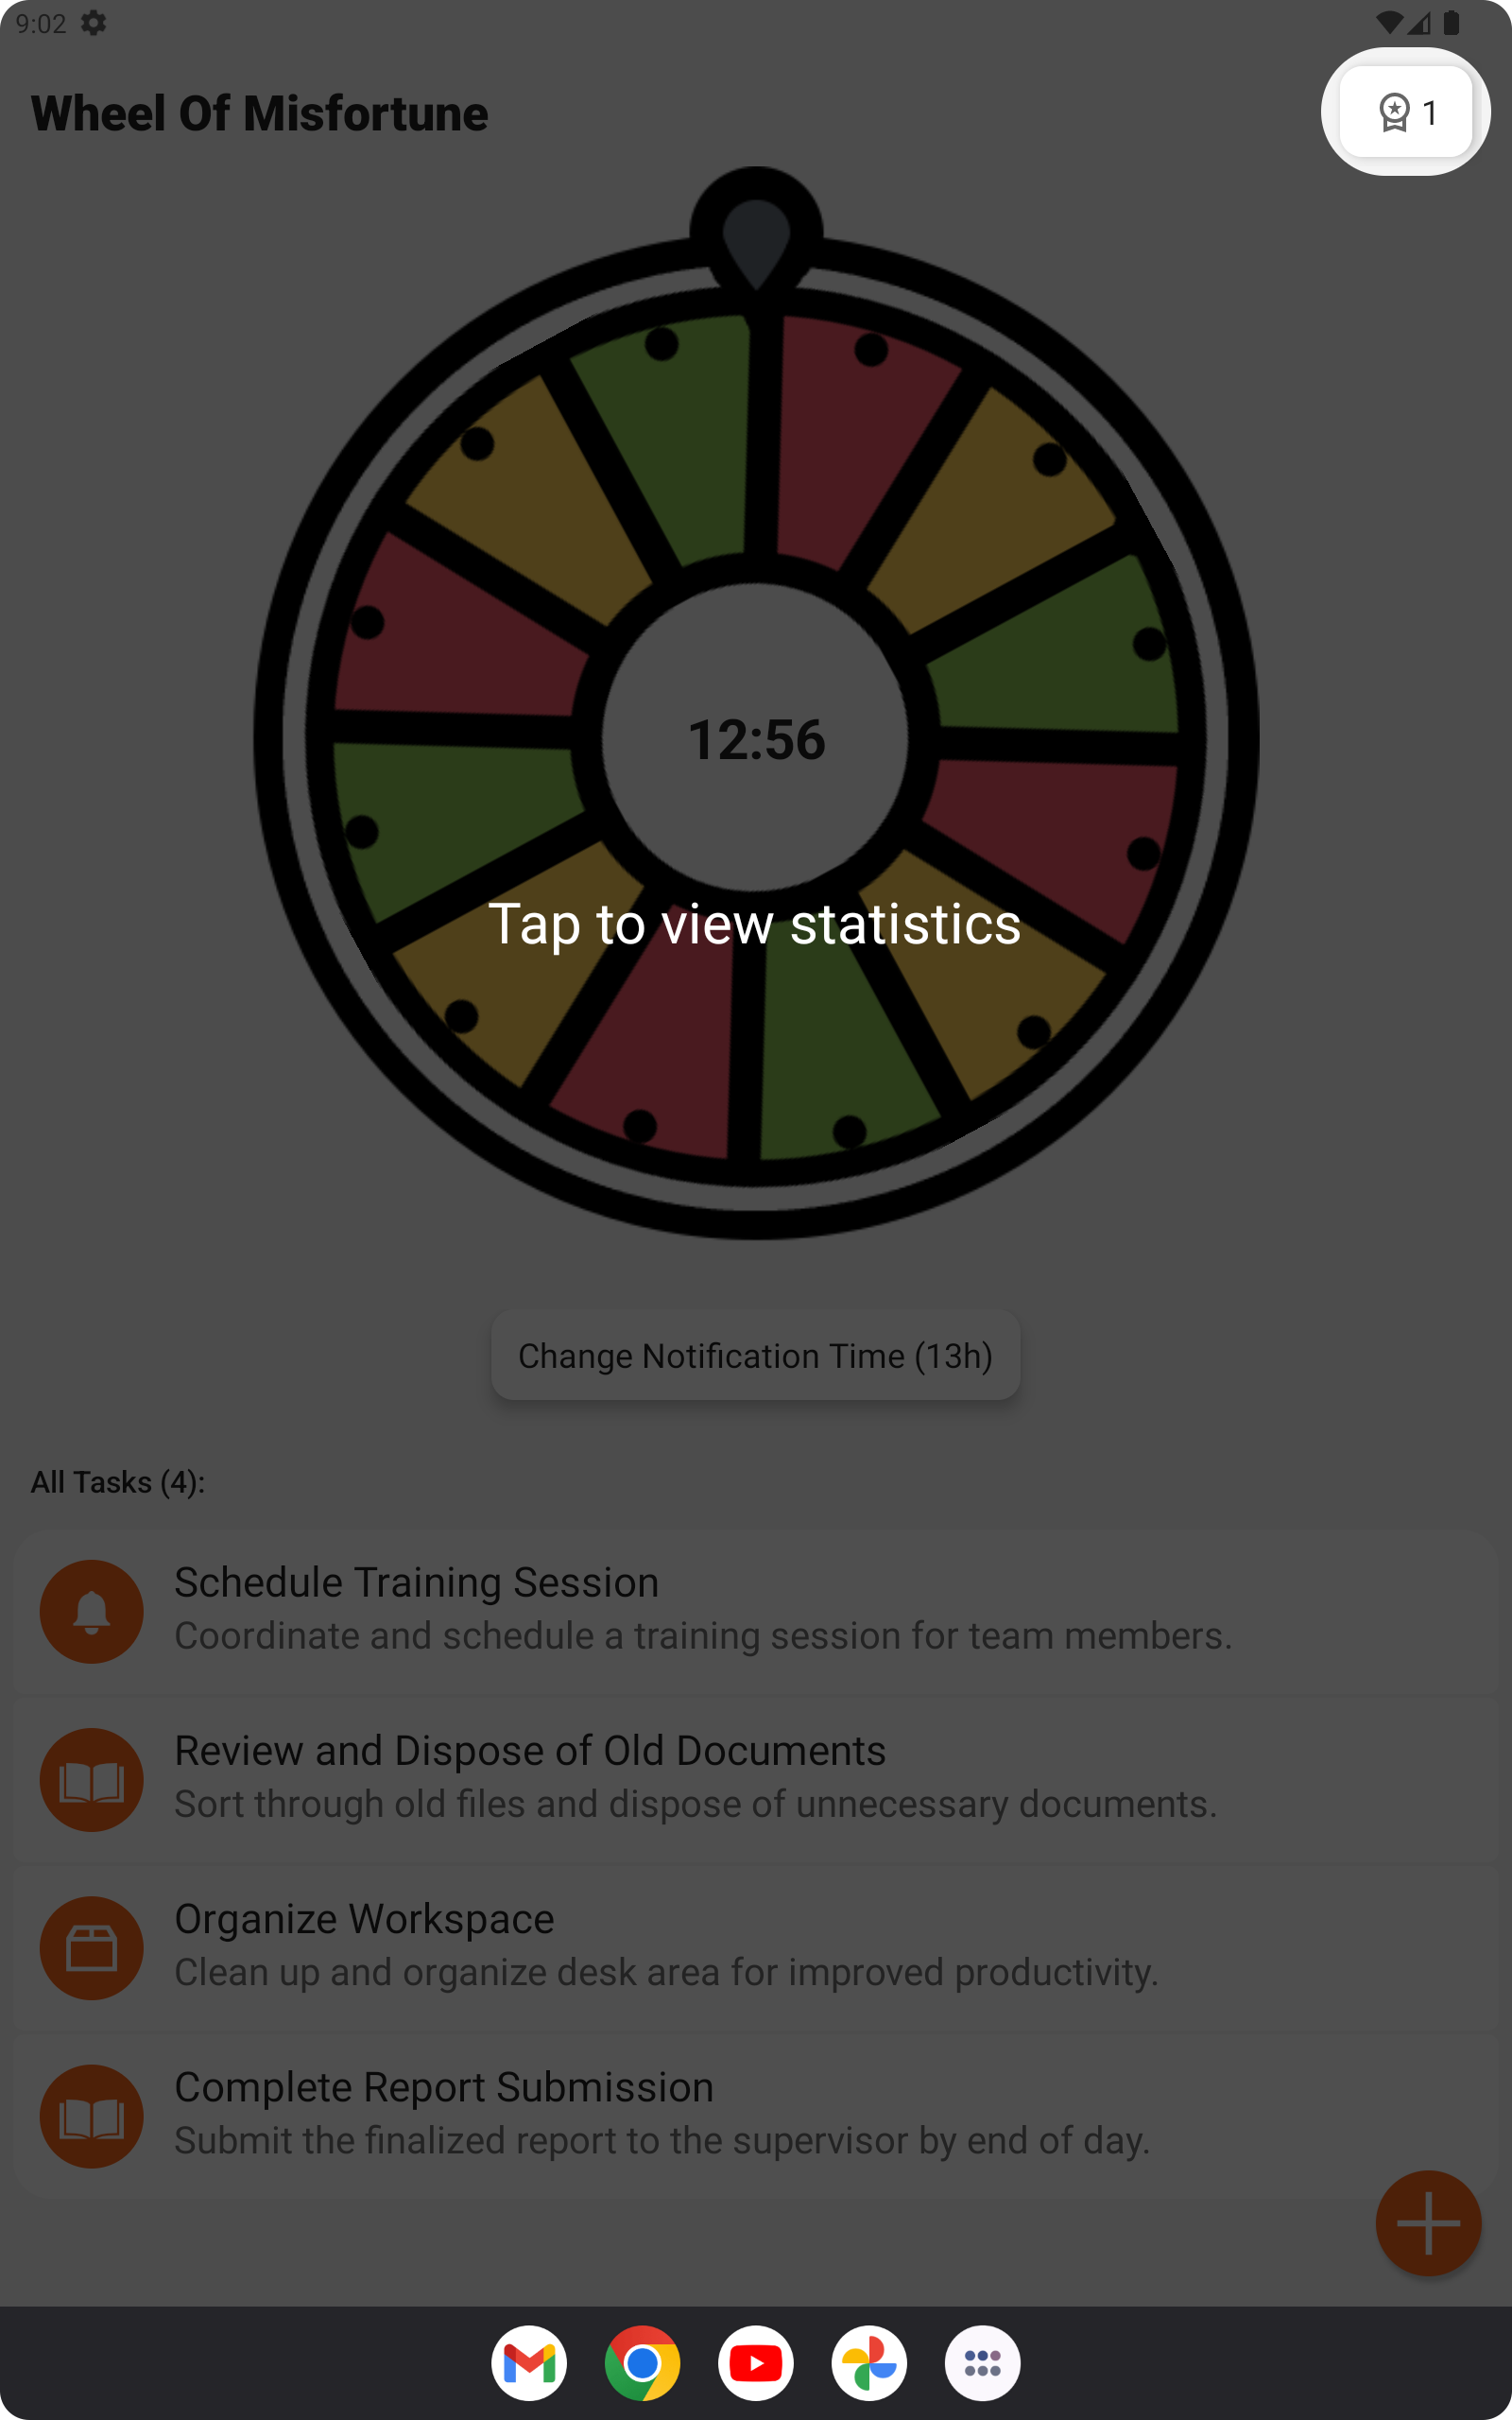 9:02
Wheel Of Misfortune
1
12:56
Tap to view statistics
Change Notification Time (13h)
All Tasks (4):
Schedule Training Session
Coordinate and schedule a training session for team members.
Review and Dispose of Old Documents
Sort through old files and dispose of unnecessary documents.
Organize Workspace
Clean up and organize desk area for improved productivity.
Complete Report Submission
Submit the finalized report to the supervisor by end of day.